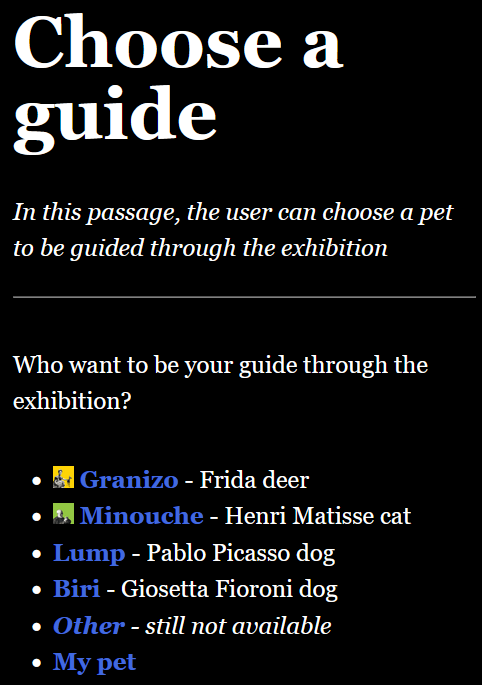 Choose a
guide
In this passage, the user can choose a pet
to be guided through the exhibition
Who want to be your guide through the
exhibition?
Granizo - Frida deer
Minouche - Henri Matisse cat
Lump - Pablo Picasso dog
Biri - Giosetta Fioroni dog
Other - still not available
My pet